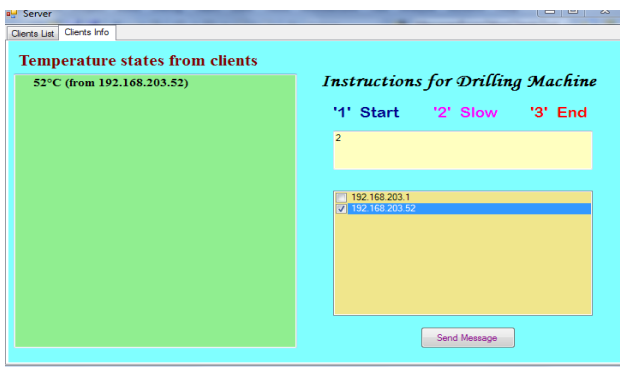 Server
Clients List Clients Info
Temperature states from clients
52°C (from 192.168.203.52)
Instructions for Drilling Machine
'1' Start '2' Slow '3' End
2
192.168.203.1
192.168.203.52
Send Message